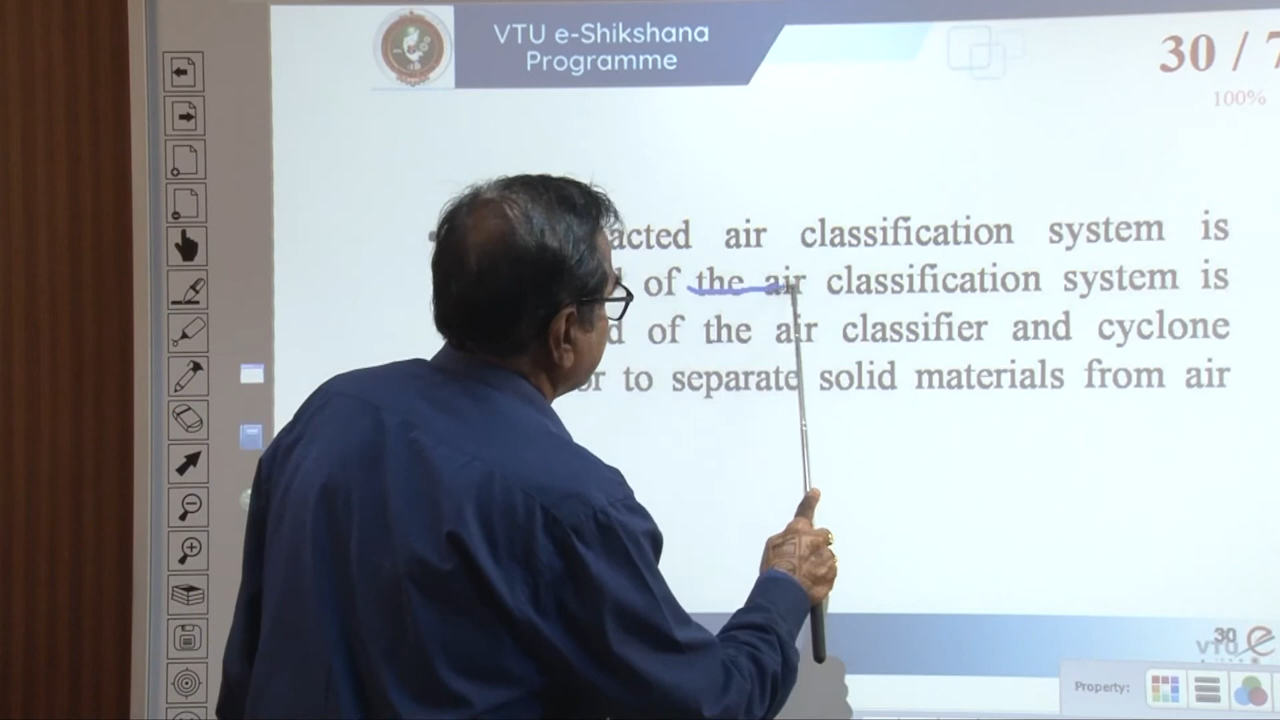 VTU e-Shikshana
Programme
30 / 7
100%
acted air classification system is
of the air classification system is
of the air classifier and cyclone
to separate solid materials from air
30
VTU
Property: